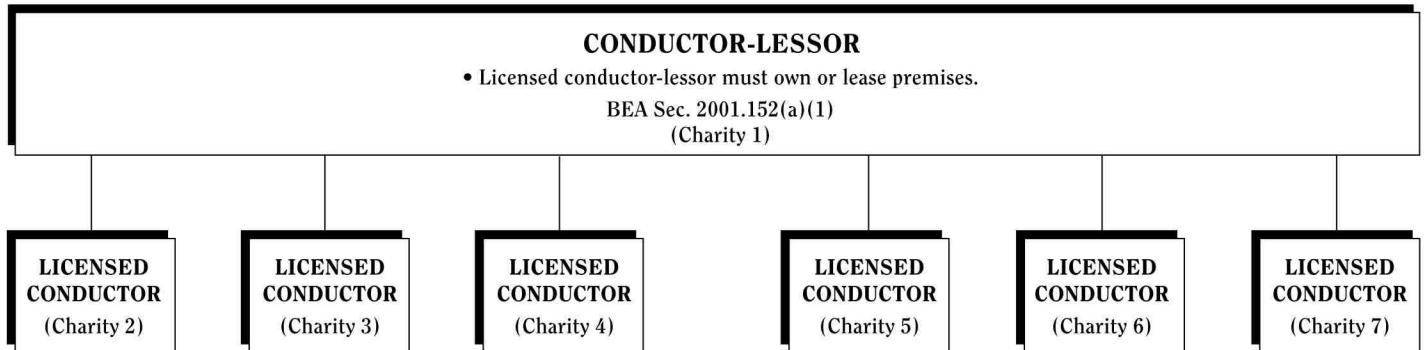 CONDUCTOR-LESSOR
• Licensed conductor-lessor must own or lease premises.
BEA Sec. 2001.152(a)(1)
(Charity 1)
LICENSED
CONDUCTOR
(Charity 2)
LICENSED
CONDUCTOR
(Charity 3)
LICENSED
CONDUCTOR
(Charity 4)
LICENSED
CONDUCTOR
(Charity 5)
LICENSED
CONDUCTOR
(Charity 6)
LICENSED
CONDUCTOR
(Charity 7)